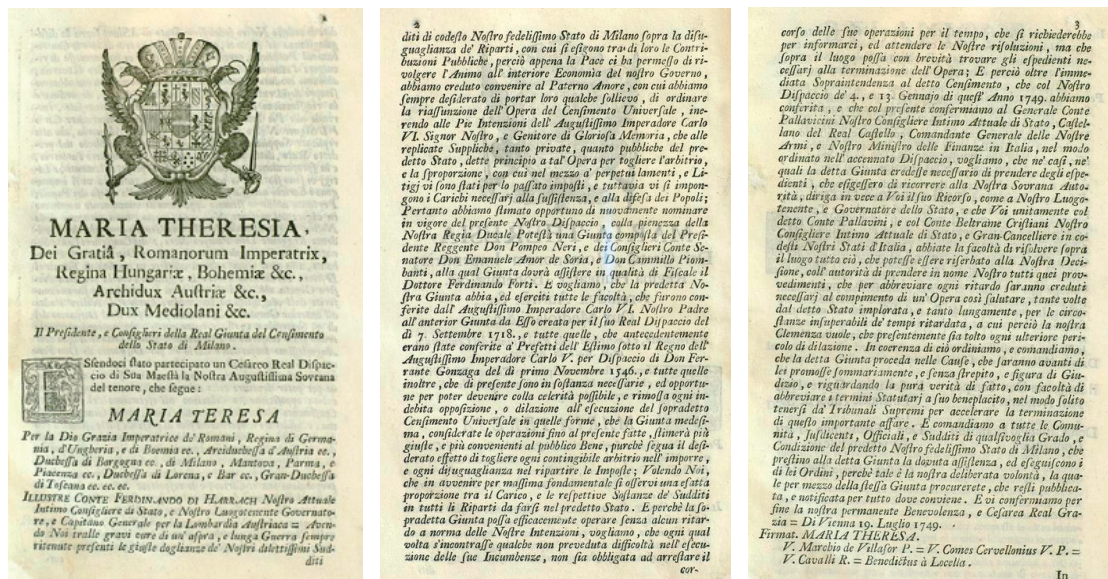 MARIA THERESIA,
Dei Gratiâ, Romanorum Imperatrix,
Regina Hungariæ, Bohemiæ &c.,
Archidux Austriæ &c.,
Dux Mediolani &c.
Il Presidente, e Consiglieri della Real Giunta del Censimento
dello Stato di Milano.
ESsendoci stato partecipato un Cesareo Real Dispac-
cio di Sua Maestà la Nostra Augustissima Sovrana
del tenore, che segue:
MARIA TERESA
Per la Dio Grazia Imperatrice de' Romani, Regina di Germa-
nia, d'Ungheria, e di Boemia ec., Arciduchessa d'Austria ec.,
Duchessa di Borgogna ec., di Milano, Mantova, Parma, e
Piacenza ec., Duchessa di Lorena, e Bar ec., Gran-Duchessa
di Toscana ec. ec. ec.
ILLUSTRE CONTE FERDINANDO DI HARRACH Nostro Attuale
Intimo Consigliere di Stato, e Nostro Luogotenente Governato-
re, e Capitano Generale per la Lombardia Austriaca = Aven-
do Noi tralle gravi cure di un' aspra, e lunga Guerra sempre
ritenute presenti le giuste doglianze de' Nostri dilettissimi Sud-
diti
2
diti di codesto Nostro fedelissimo Stato di Milano sopra la disu-
guaglianza de' Riparti, con cui si esigono tra di loro le Contri-
buzioni Pubbliche, perciò appena la Pace ci ha permesso di ri-
volgere l'Animo all' interiore Economìa del nostro Governo,
abbiamo creduto convenire al Paterno Amore, con cui abbiamo
sempre desiderato di portar loro qualche sollievo, di ordinare
la riassunzione dell'Opera del Censimento Universale, ine-
rendo alle Pie Intenzioni dell' Augustissimo Imperadore Carlo
VI. Signor Nostro, e Genitore di Gloriosa Memoria, che alle
replicate Suppliche, tanto private, quanto pubbliche del pre-
detto Stato, dette principio a tal'Opera per togliere l'arbitrio,
e la sproporzione, con cui nel mezzo a' perpetui lamenti, e Li-
tigj vi sono stati per lo passato imposti, e tuttavia vi si impon-
gono i Carichi necessarj alla sussistenza, e alla difesa dei Popoli;
Pertanto abbiamo stimato opportuno di nuovamente nominare
in vigore del presente Nostro Dispaccio, colla pienezza della
Nostra Regia Ducale Potestà una Giunta composta del Presi-
dente Reggente Don Pompeo Neri, e dei Consiglieri Conte Se-
natore Don Emanuele Amor de Soria, e Don Cammillo Piom-
banti, alla qual Giunta dovrà assistere in qualità di Fiscale il
Dottore Ferdinando Forti. E vogliamo, che la predetta No-
stra Giunta abbia, ed eserciti tutte le facoltà, che furono con-
ferite dall' Augustissimo Imperadore Carlo VI. Nostro Padre
all' anterior Giunta da Esso creata per il suo Real Dispaccio del
dì 7. Settembre 1718., e tutte quelle, che antecedentemente
erano state conferite a' Prefetti dell' Estimo sotto il Regno dell'
Augustissimo Imperadore Carlo V. per Dispaccio di Don Fer-
rante Gonzaga del dì primo Novembre 1546., e tutte quelle
inoltre, che di presente sono in sostanza necessarie, ed opportu-
ne per poter devenire colla celerità possibile, e rimossa ogni in-
debita opposizione, o dilazione all' esecuzione del sopradetto
Censimento Universale in quelle forme, che la Giunta medesi-
ma, considerate le operazioni fino al presente fatte, stimerà più
giuste, e più convenienti al pubblico Bene, purchè segua il desi-
derato effetto di togliere ogni contingibile arbitrio nell' imporre,
e ogni disuguaglianza nel ripartire le Imposte; Volendo Noi,
che in avvenire per massima fondamentale si osservi una esatta
proporzione tra il Carico, e le respettive Sostanze de' Sudditi
in tutti li Riparti da farsi nel predetto Stato. E perchè la so-
pradetta Giunta possa efficacemente operare senza alcun ritar-
do a norma delle Nostre Intenzioni, vogliamo, che ogni qual
volta s'incontrasse qualche non preveduta difficoltà nell' esecu-
zione delle sue Incumbenze, non sia obbligata ad arrestare il
cor-
3
corso delle sue operazioni per il tempo, che si richiederebbe
per informarci, ed attendere le Nostre risoluzioni, ma che
sopra il luogo possa con brevità trovare gli espedienti ne-
cessarj alla terminazione dell'Opera; E perciò oltre l'imme-
diata Sopraintendenza al detto Censimento, che col Nostro
Dispaccio de' 4., e 13. Gennajo di quest' Anno 1749. abbiamo
conferita, e che col presente confermiamo al Generale Conte
Pallavicini Nostro Consigliere Intimo Attuale di Stato, Castel-
lano del Real Castello, Comandante Generale delle Nostre
Armi, e Nostro Ministro delle Finanze in Italia, nel modo
ordinato nell'accennato Dispaccio, vogliamo, che ne' casi, ne'
quali la detta Giunta credesse necessario di prendere degli espe-
dienti, che esigessero di ricorrere alla Nostra Sovrana Auto-
rità, diriga in vece a Voi il suo Ricorso, come a Nostro Luogo-
tenente, e Governatore dello Stato, e che Voi unitamente col
detto Conte Pallavini, e col Conte Beltrame Cristiani Nostro
Consigliere Intimo Attuale di Stato, e Gran-Cancelliere in co-
desti Nostri Stati d'Italia, abbiate la facoltà di risolvere sopra
il luogo tutto ciò, che potesse essere riserbato alla Nostra Deci-
sione, coll' autorità di prendere in nome Nostro tutti quei prov-
vedimenti, che per abbreviare ogni ritardo saranno creduti
necessarj al compimento di un'Opera così salutare, tante volte
dal detto Stato implorata, e tanto lungamente, per le circo-
stanze insuperabili de' tempi ritardata, a cui perciò la nostra
Clemenza vuole, che presentemente sia tolto ogni ulteriore peri-
colo di dilazione. In coerenza di ciò ordiniamo, e comandiamo,
che la detta Giunta proceda nelle Cause, che saranno avanti di
lei promosse sommariamente, e senza strepito, e figura di Giu-
dizio, e riguardando la pura verità di fatto, con facoltà di
abbreviare i termini Statutarj a suo beneplacito, nel modo solito
tenersi da' Tribunali Supremi per accelerare la terminazione
di questo importante affare. E comandiamo a tutte le Comu-
nità, Jusdicenti, Officiali, e Sudditi di qualsivoglia Grado, e
Condizione del predetto Nostro fedelissimo Stato di Milano, che
prestino alla detta Giunta la dovuta assistenza, ed eseguiscono i
di lei Ordini, perchè tale è la nostra deliberata volontà, la qua-
le per mezzo della stessa Giunta procurerete, che resti pubblica-
ta, e notificata per tutto dove conviene. E vi confermiamo per
fine la nostra permanente Benevolenza, e Cesarea Real Gra-
zia = Di Vienna 19. Luglio 1749.
Firmat. MARIA THERESA.
V. Marchio de Villasor P. = V. Comes Cervellonius V. P. =
V. Cavalli R. = Benedictus à Locella.
In